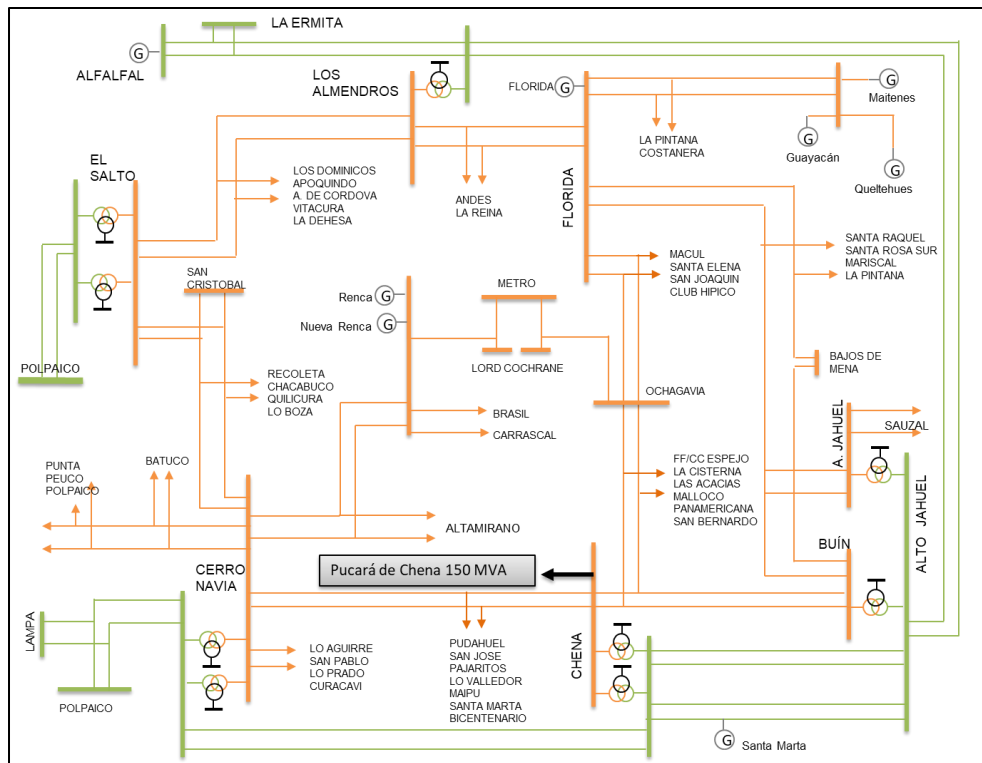 LA ERMITA
G
ALFALFAL
LOS
ALMENDROS
FLORIDA
G
G
Maitenes
G
Guayacán
G
Queltehues
LA PINTANA
COSTANERA
EL
SALTO
LOS DOMINICOS
APOQUINDO
A. DE CORDOVA
VITACURA
LA DEHESA
ANDES
LA REINA
FLORIDA
SANTA RAQUEL
SANTA ROSA SUR
MARISCAL
LA PINTANA
MACUL
SANTA ELENA
SAN JOAQUIN
CLUB HIPICO
SAN
CRISTOBAL
Renca
G
Nueva Renca
G
METRO
LORD COCHRANE
POLPAICO
BAJOS DE
MENA
RECOLETA
CHACABUCO
QUILICURA
LO BOZA
OCHAGAVIA
BRASIL
CARRASCAL
A. JAHUEL
SAUZAL
PUNTA
PEUCO
POLPAICO
BATUCO
FF/CC ESPEJO
LA CISTERNA
LAS ACACIAS
MALLOCO
PANAMERICANA
SAN BERNARDO
ALTAMIRANO
ALTO JAHUEL
BUÍN
CERRO
NAVIA
Pucará de Chena 150 MVA
LAMPA
LO AGUIRRE
SAN PABLO
LO PRADO
CURACAVI
PUDAHUEL
SAN JOSE
PAJARITOS
LO VALLEDOR
MAIPU
SANTA MARTA
BICENTENARIO
CHENA
POLPAICO
G
Santa Marta